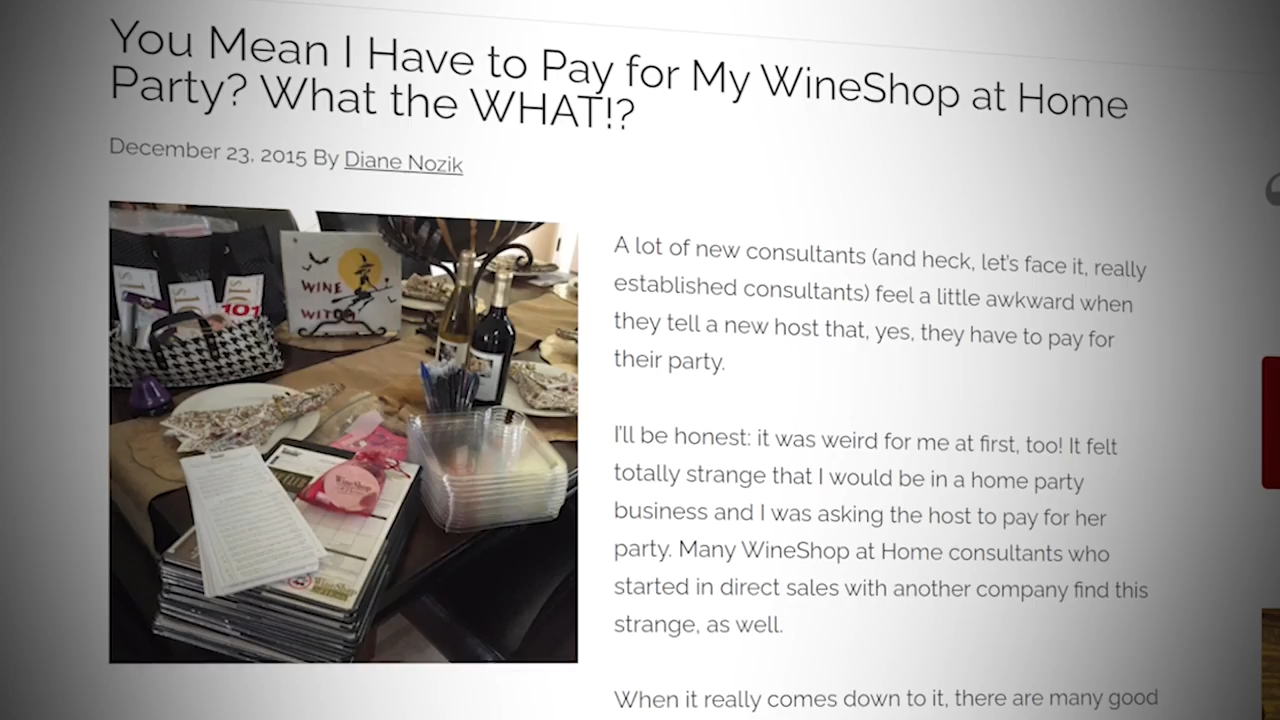 You Mean I Have to Pay for My WineShop at Home
Party? What the WHAT!?
December 23, 2015 By Diane Nozik
A lot of new consultants (and heck, let's face it, really
established consultants) feel a little awkward when
they tell a new host that, yes, they have to pay for
their party.
I'll be honest: it was weird for me at first, too! It felt
totally strange that I would be in a home party
business and I was asking the host to pay for her
party. Many WineShop at Home consultants who
started in direct sales with another company find this
strange, as well.
When it really comes down to it, there are many good
WINE
WITCH
101
WineShop
WineShop